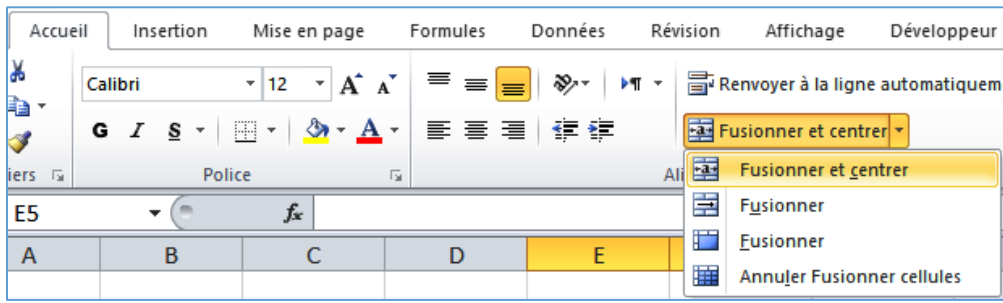 Accueil Insertion Mise en page Formules Données Révision Affichage Développeur
Calibri 12 A A Renvoyer à la ligne automatiquem
G I S A Fusionner et centrer
iers Police Ali Fusionner et centrer
E5 fx Fusionner
Fusionner
A B C D E Annuler Fusionner cellules